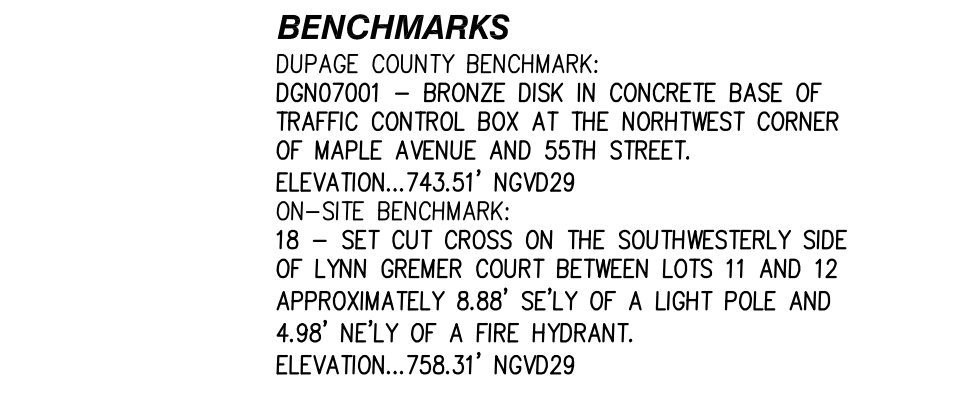 BENCHMARKS
DUPAGE COUNTY BENCHMARK:
DGN07001 – BRONZE DISK IN CONCRETE BASE OF
TRAFFIC CONTROL BOX AT THE NORHTWEST CORNER
OF MAPLE AVENUE AND 55TH STREET.
ELEVATION...743.51' NGVD29
ON–SITE BENCHMARK:
18 – SET CUT CROSS ON THE SOUTHWESTERLY SIDE
OF LYNN GREMER COURT BETWEEN LOTS 11 AND 12
APPROXIMATELY 8.88' SE'LY OF A LIGHT POLE AND
4.98' NE'LY OF A FIRE HYDRANT.
ELEVATION...758.31' NGVD29